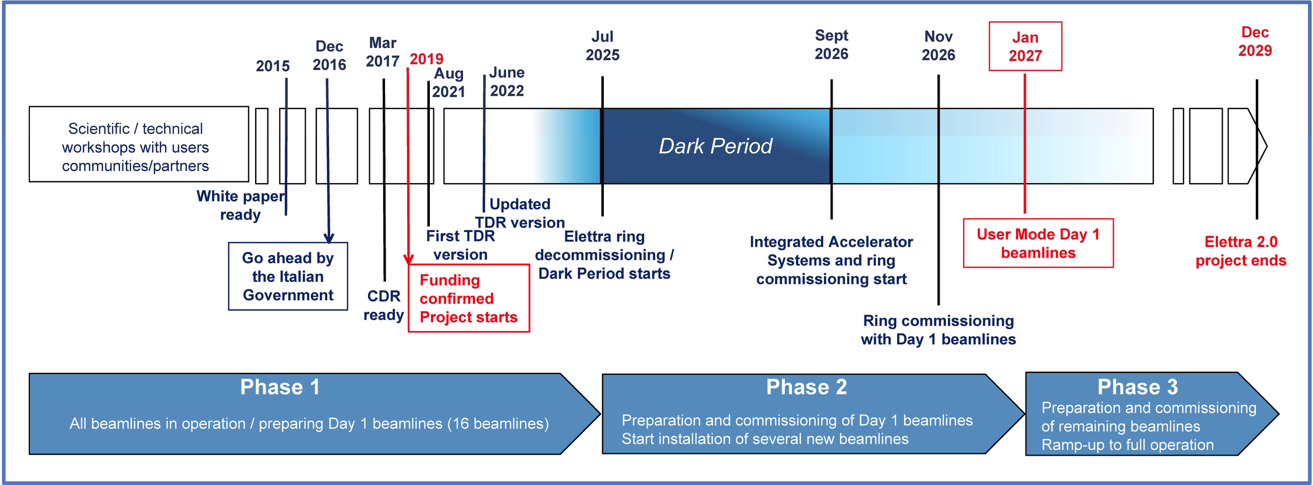 2015
Dec
2016
Mar
2017
2019
Aug
2021
June
2022
Jul
2025
Sept
2026
Nov
2026
Jan
2027
Dec
2029
Scientific / technical
workshops with users
communities/partners
Dark Period
White paper
ready
Go ahead by
the Italian
Government
CDR
ready
Funding
confirmed
Project starts
First TDR
version
Updated
TDR version
Elettra ring
decommissioning /
Dark Period starts
Integrated Accelerator
Systems and ring
commissioning start
Ring commissioning
with Day 1 beamlines
User Mode Day 1
beamlines
Elettra 2.0
project ends
Phase 1
All beamlines in operation / preparing Day 1 beamlines (16 beamlines)
Phase 2
Preparation and commissioning of Day 1 beamlines
Start installation of several new beamlines
Phase 3
Preparation and commissioning
of remaining beamlines
Ramp-up to full operation